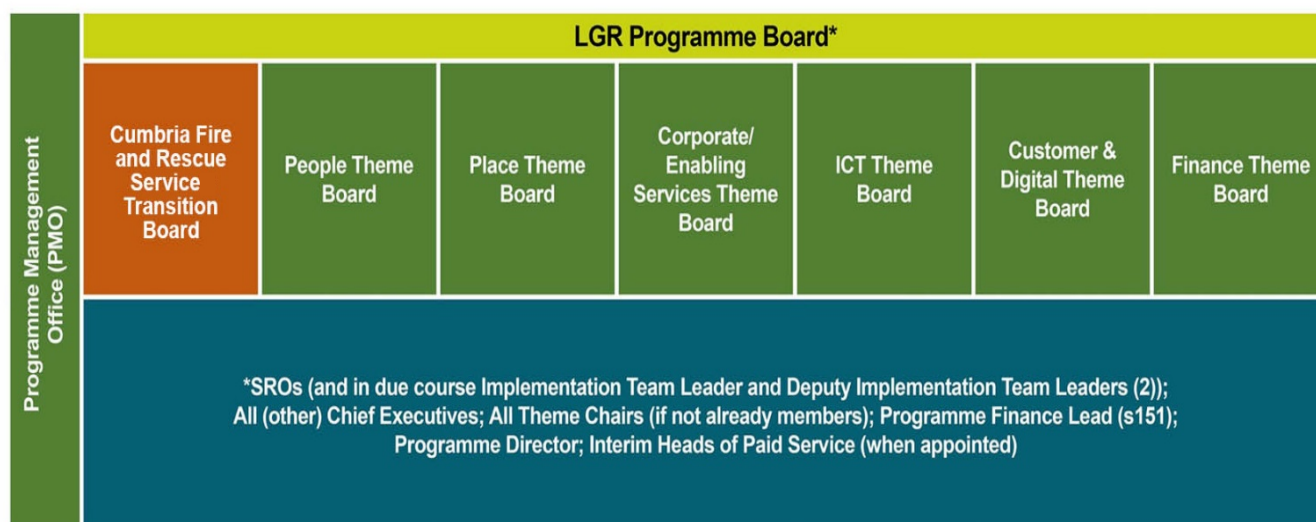 LGR Programme Board*
Programme Management
Office (PMO)
Cumbria Fire
and Rescue
Service
Transition
Board
People Theme
Board
Place Theme
Board
Corporate/
Enabling
Services Theme
Board
ICT Theme
Board
Customer &
Digital Theme
Board
Finance Theme
Board
*SROs (and in due course Implementation Team Leader and Deputy Implementation Team Leaders (2));
All (other) Chief Executives; All Theme Chairs (if not already members); Programme Finance Lead (s151);
Programme Director; Interim Heads of Paid Service (when appointed)